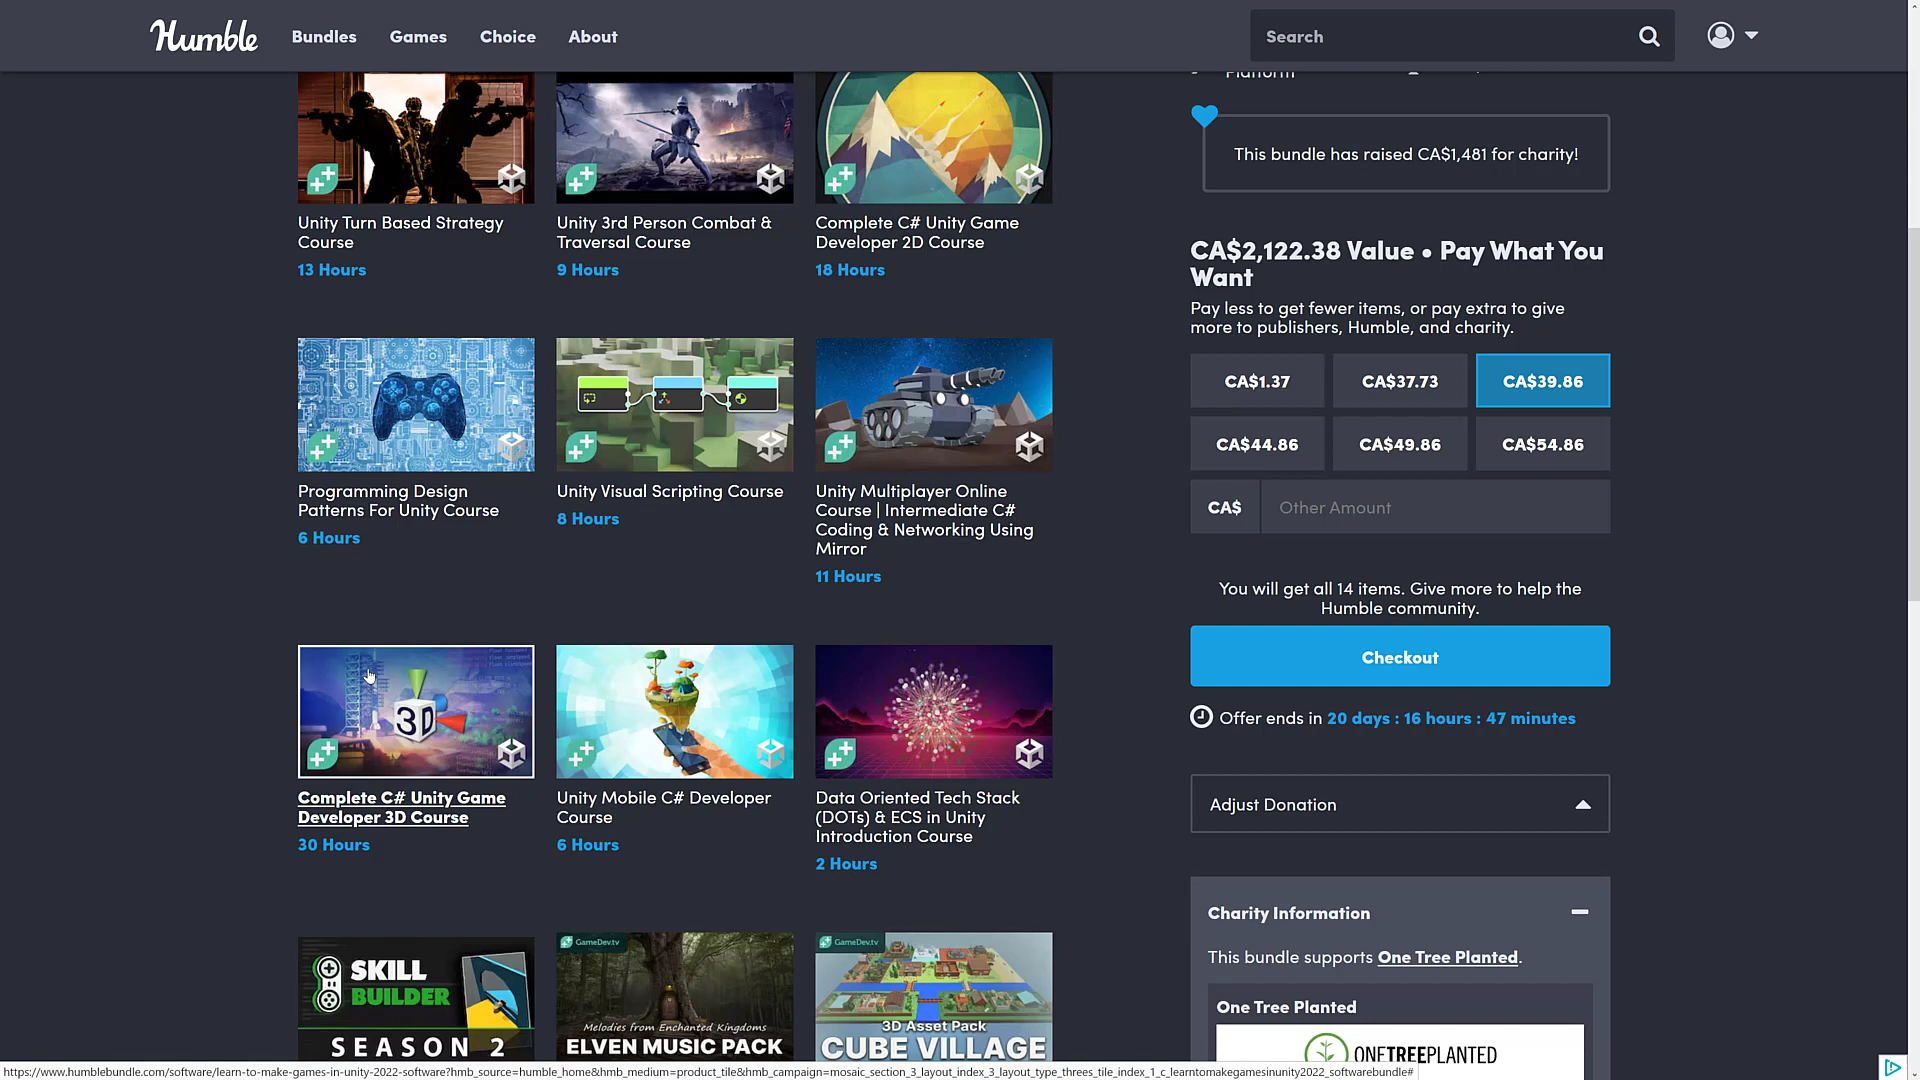 Humble
Bundles
Games
Choice
About
Search
Platform
This bundle has raised CA$1,481 for charity!
Unity Turn Based Strategy
Course
13 Hours
Unity 3rd Person Combat &
Traversal Course
9 Hours
Complete C# Unity Game
Developer 2D Course
18 Hours
CA$2,122.38 Value • Pay What You
Want
Pay less to get fewer items, or pay extra to give
more to publishers, Humble, and charity.
CA$1.37
CA$37.73
CA$39.86
CA$44.86
CA$49.86
CA$54.86
CA$
Other Amount
Programming Design
Patterns For Unity Course
6 Hours
Unity Visual Scripting Course
8 Hours
Unity Multiplayer Online
Course | Intermediate C#
Coding & Networking Using
Mirror
11 Hours
You will get all 14 items. Give more to help the
Humble community.
Checkout
Offer ends in 20 days : 16 hours : 47 minutes
3D
Complete C# Unity Game
Developer 3D Course
30 Hours
Unity Mobile C# Developer
Course
6 Hours
Data Oriented Tech Stack
(DOTs) & ECS in Unity
Introduction Course
2 Hours
Adjust Donation
Charity Information
This bundle supports One Tree Planted.
One Tree Planted
ONETREEPLANTED
SKILL
BUILDER
SEASON 2
GameDev.tv
Melodies from Enchanted Kingdoms
ELVEN MUSIC PACK
GameDev.tv
3D Asset Pack
CUBE VILLAGE
https://www.humblebundle.com/software/learn-to-make-games-in-unity-2022-software?hmb_source=humble_home&hmb_medium=product_tile&hmb_campaign=mosaic_section_3_layout_index_3_layout_type_threes_tile_index_1_c_learntomakegamesinunity2022_softwarebundle#